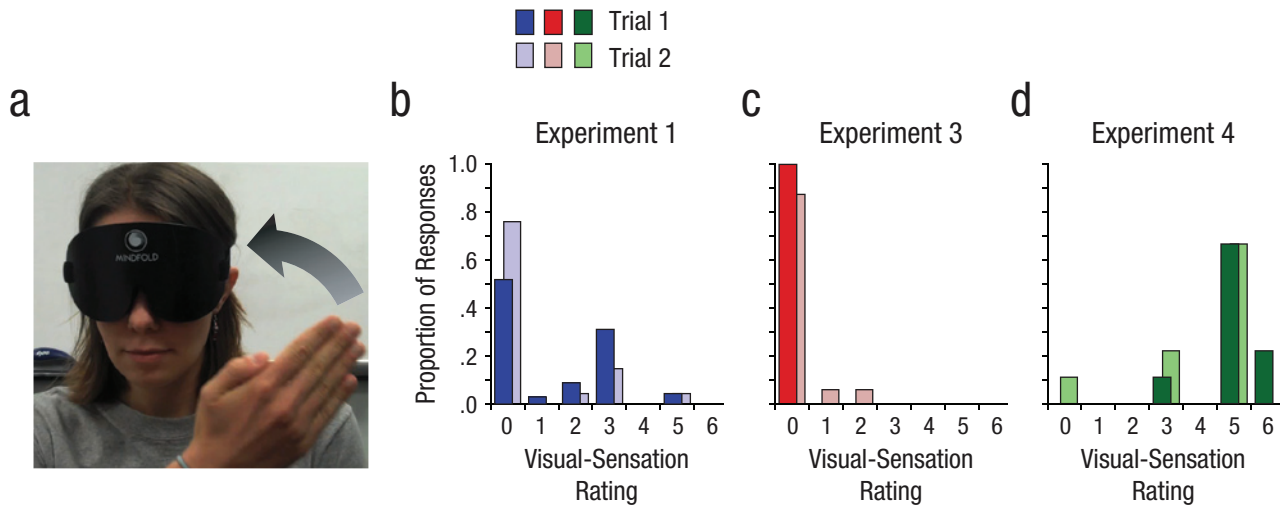 Trial 1
Trial 2
a
b
c
d
Experiment 1
Experiment 3
Experiment 4
MINDFOLD
Proportion of Responses
1.0
.8
.6
.4
.2
.0
0 1 2 3 4 5 6
0 1 2 3 4 5 6
0 1 2 3 4 5 6
Visual-Sensation
Rating
Visual-Sensation
Rating
Visual-Sensation
Rating